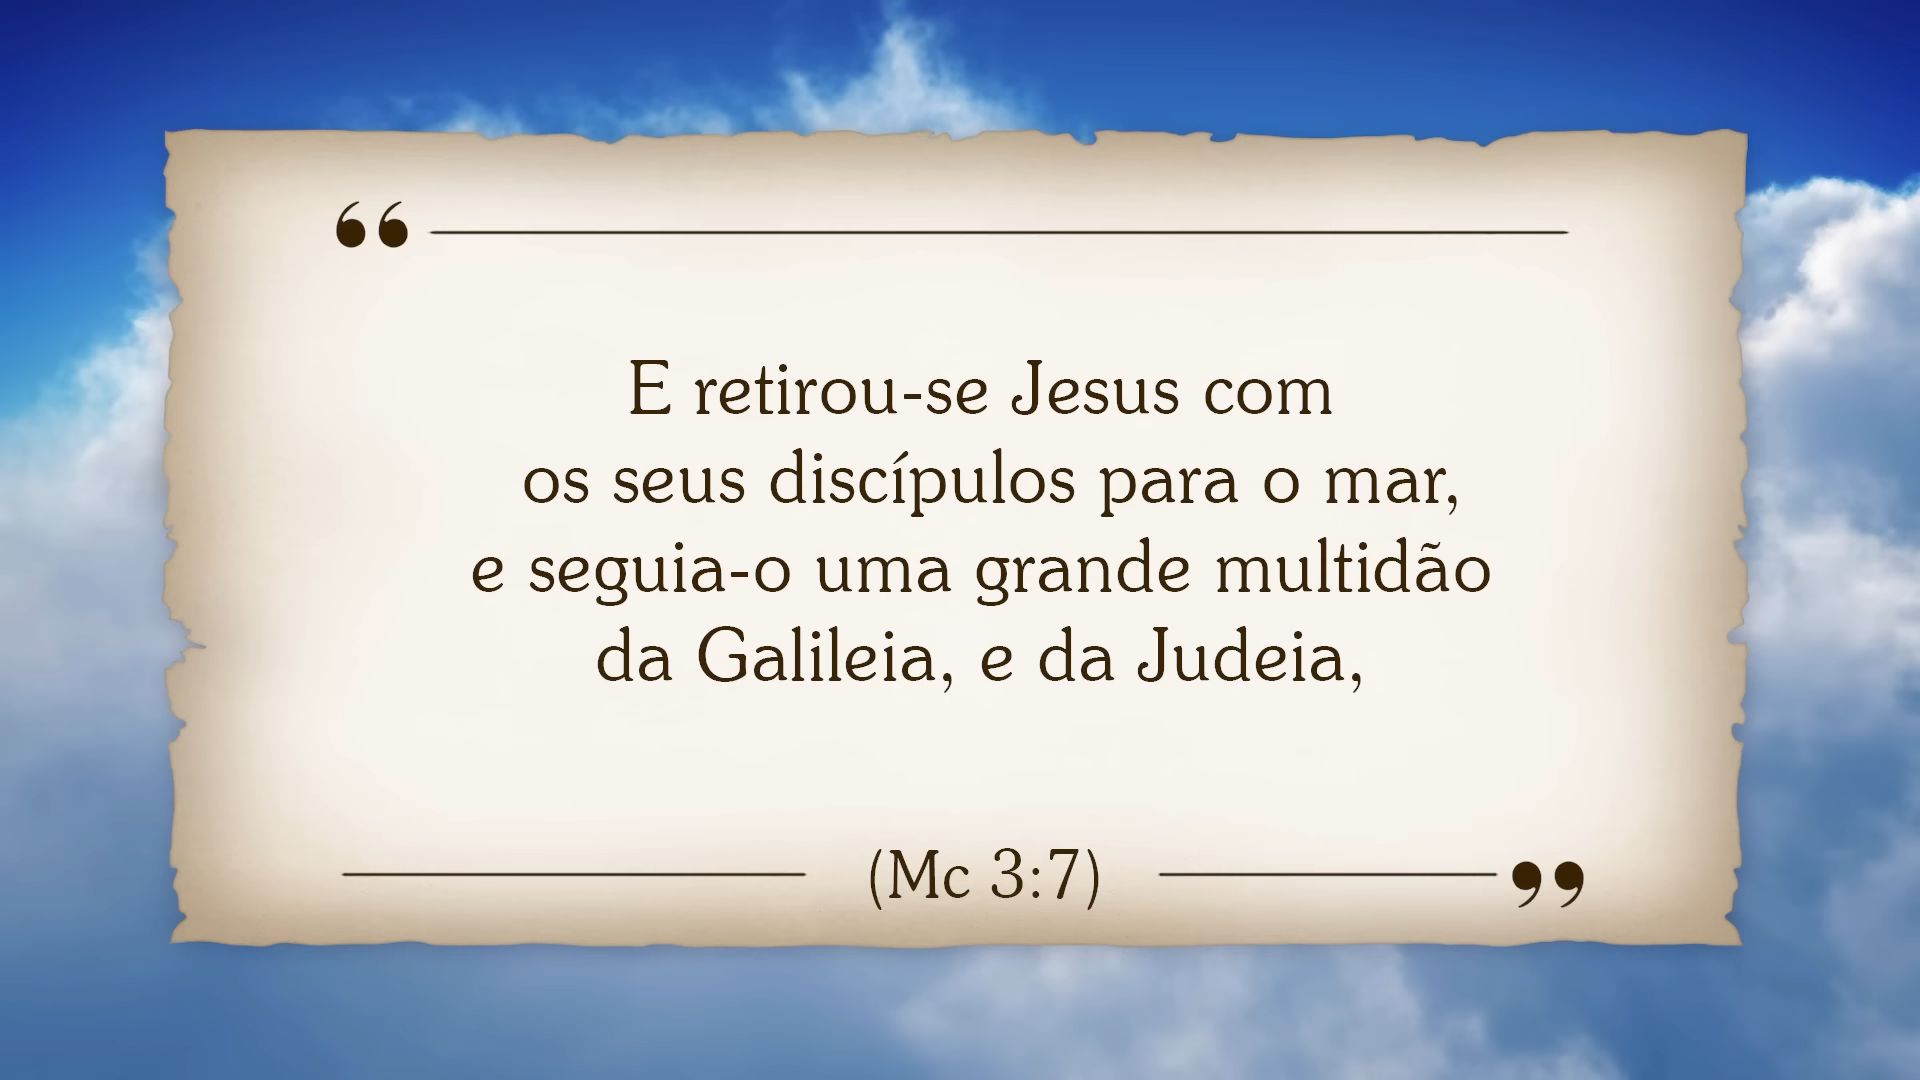 “
E retirou-se Jesus com
os seus discípulos para o mar,
e seguia-o uma grande multidão
da Galileia, e da Judeia,
(Mc 3:7) ”